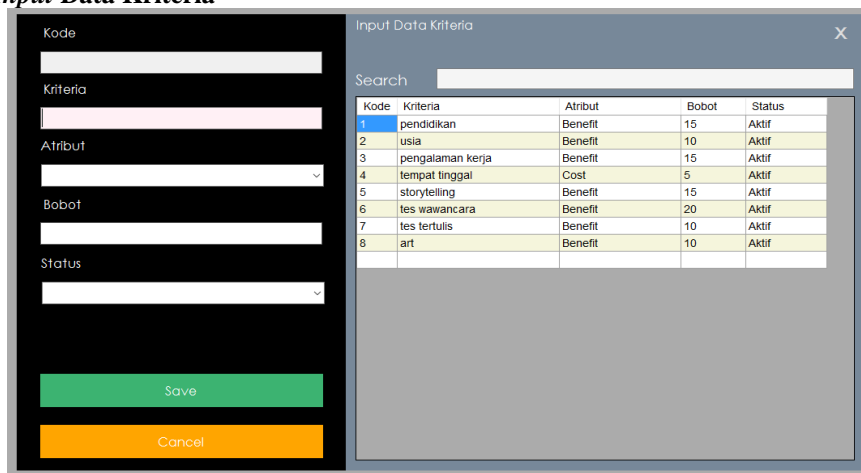 Data Kriteria
Kode
Kriteria
Atribut
Bobot
Status
Save
Cancel
Input Data Kriteria
X
Search
Kode Kriteria Atribut Bobot Status
1 pendidikan Benefit 15 Aktif
2 usia Benefit 10 Aktif
3 pengalaman kerja Benefit 15 Aktif
4 tempat tinggal Cost 5 Aktif
5 storytelling Benefit 15 Aktif
6 tes wawancara Benefit 20 Aktif
7 tes tertulis Benefit 10 Aktif
8 art Benefit 10 Aktif